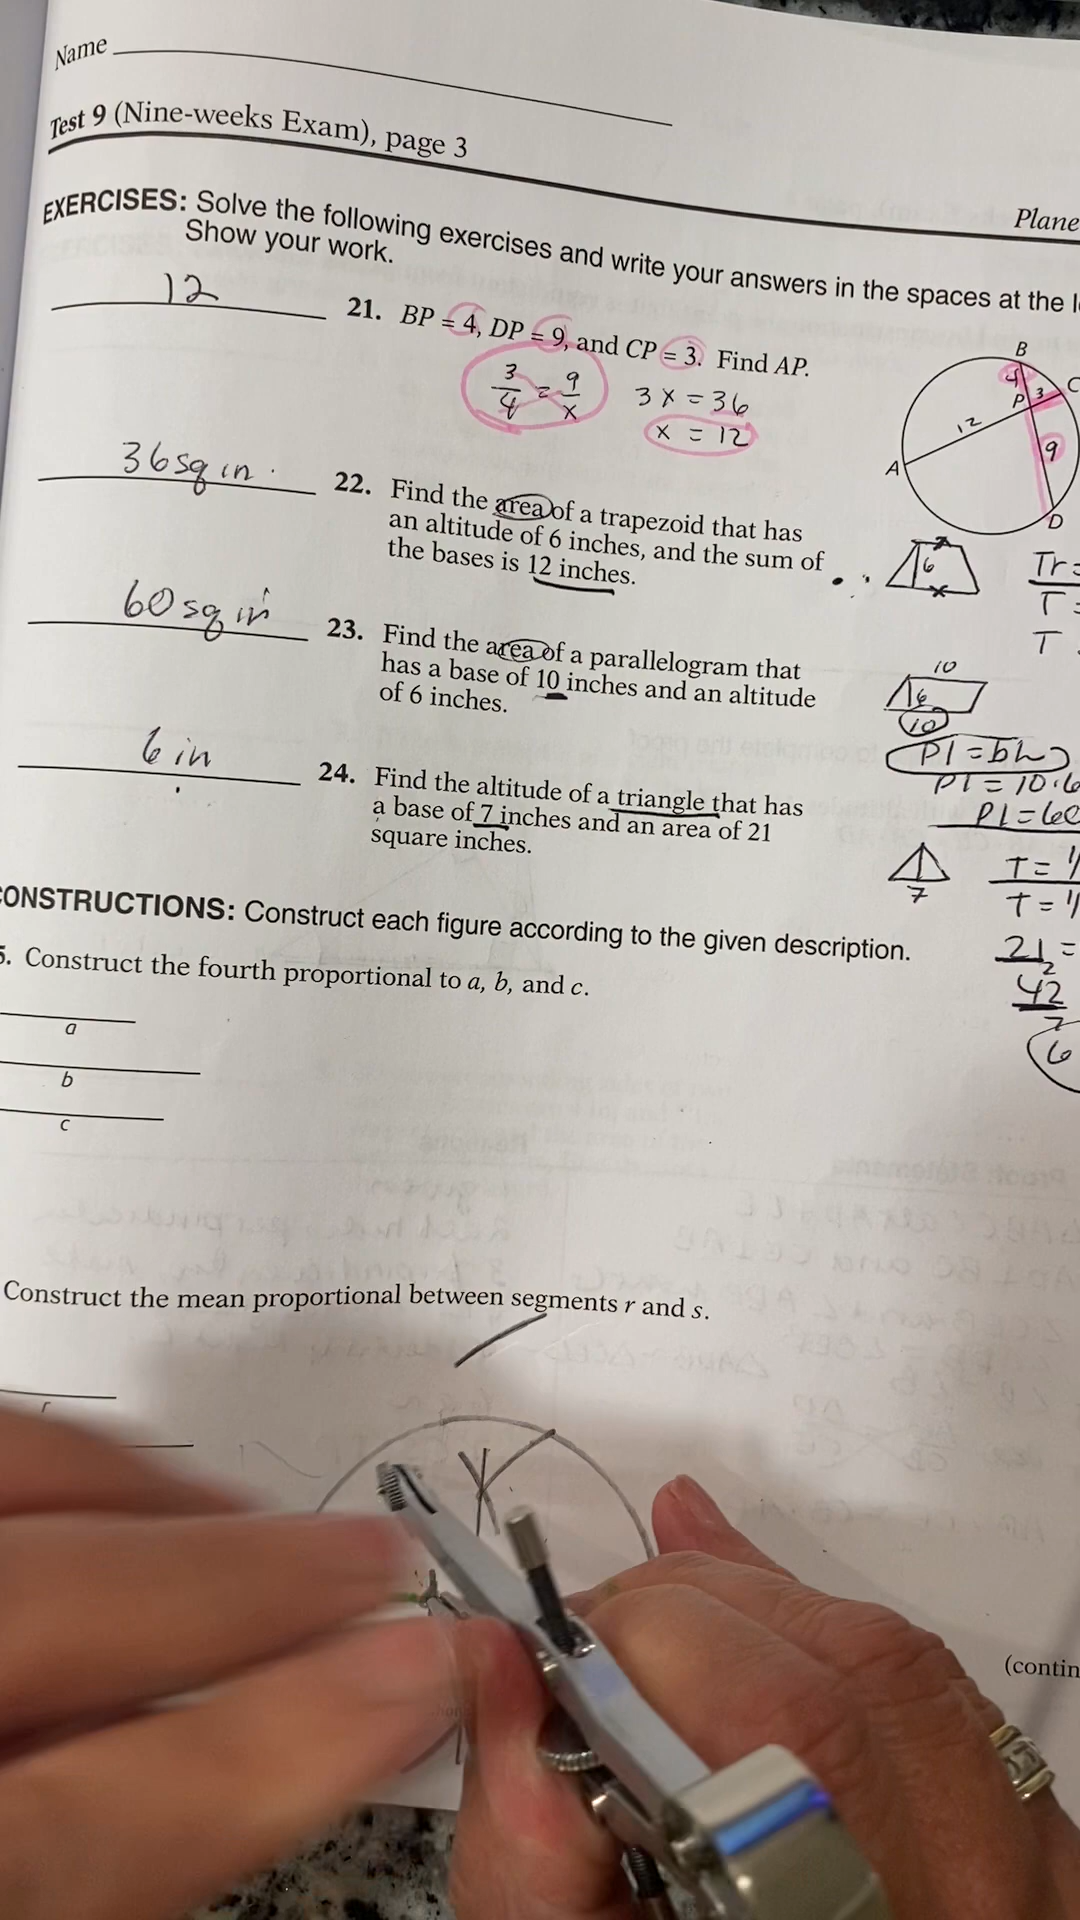 Name
Test 9 (Nine-weeks Exam), page 3
Plane
EXERCISES: Solve the following exercises and write your answers in the spaces at the l
Show your work.
12
21. BP = 4, DP = 9, and CP = 3. Find AP.
3/4 = 9/x
3x = 36
x = 12
B
4
P
3
C
12
9
A
D
36 sq in.
22. Find the area of a trapezoid that has
an altitude of 6 inches, and the sum of
the bases is 12 inches.
6
Tr=
T =
T
60 sq in
23. Find the area of a parallelogram that
has a base of 10 inches and an altitude
of 6 inches.
10
6
10
Pl = bh
Pl = 10·6
Pl = 60
6 in
24. Find the altitude of a triangle that has
a base of 7 inches and an area of 21
square inches.
7
T = 1/
T = 1/
21 =
2
42
7
6
CONSTRUCTIONS: Construct each figure according to the given description.
5. Construct the fourth proportional to a, b, and c.
a
b
c
Construct the mean proportional between segments r and s.
r
(contin